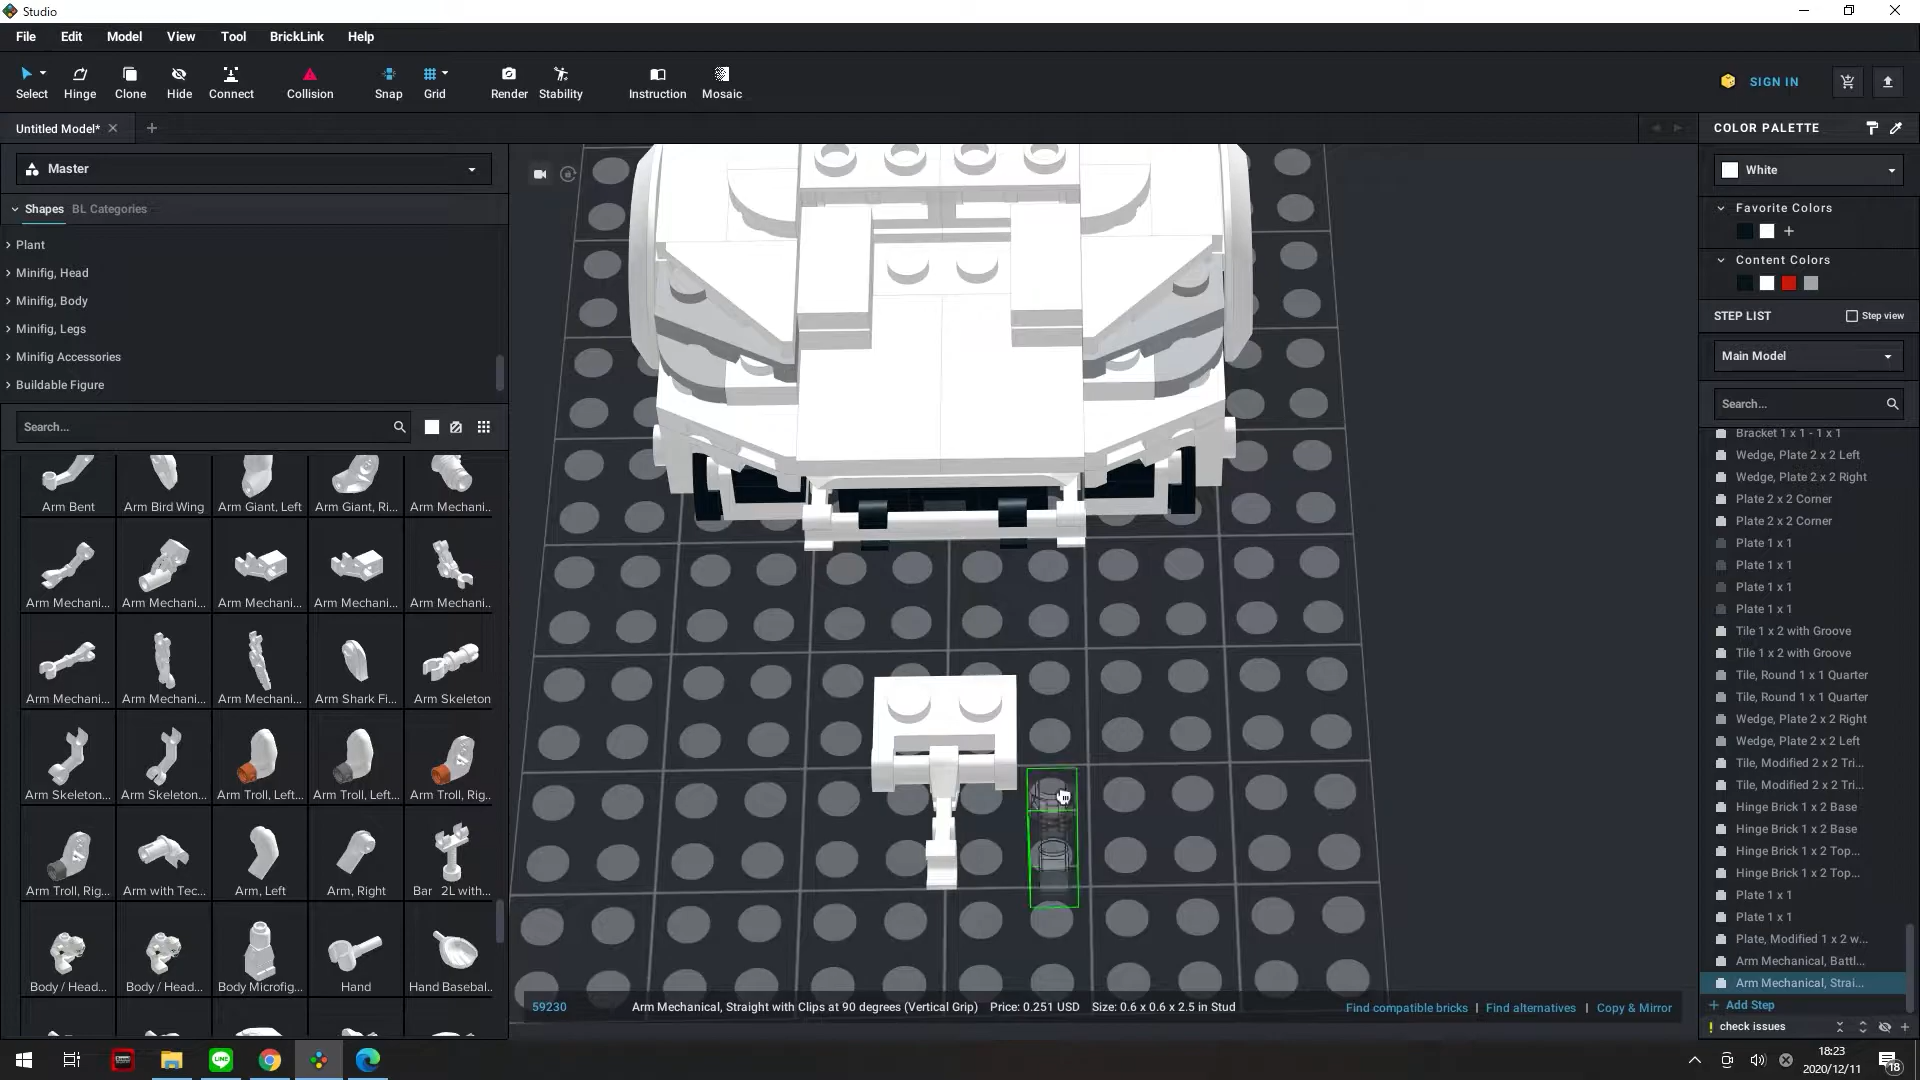 Studio
File Edit Model View Tool BrickLink Help
Select Hinge Clone Hide Connect Collision Snap Grid Render Stability Instruction Mosaic SIGN IN
Untitled Model*
Master
Shapes BL Categories
Plant
Minifig, Head
Minifig, Body
Minifig, Legs
Minifig Accessories
Buildable Figure
Search...
Arm Bent Arm Bird Wing Arm Giant, Left Arm Giant, Ri... Arm Mechani...
Arm Mechani... Arm Mechani... Arm Mechani... Arm Mechani... Arm Mechani...
Arm Mechani... Arm Mechani... Arm Mechani... Arm Shark Fi... Arm Skeleton
Arm Skeleton... Arm Skeleton... Arm Troll, Left... Arm Troll, Left... Arm Troll, Rig...
Arm Troll, Rig... Arm with Tec... Arm, Left Arm, Right Bar 2L with...
Body / Head... Body / Head... Body Microfig... Hand Hand Basebal...
59230 Arm Mechanical, Straight with Clips at 90 degrees (Vertical Grip) Price: 0.251 USD Size: 0.6 x 0.6 x 2.5 in Stud Find compatible bricks | Find alternatives | Copy & Mirror
COLOR PALETTE
White
Favorite Colors
Content Colors
STEP LIST Step view
Main Model
Search...
Bracket 1 x 1 - 1 x 1
Wedge, Plate 2 x 2 Left
Wedge, Plate 2 x 2 Right
Plate 2 x 2 Corner
Plate 2 x 2 Corner
Plate 1 x 1
Plate 1 x 1
Plate 1 x 1
Plate 1 x 1
Tile 1 x 2 with Groove
Tile 1 x 2 with Groove
Tile, Round 1 x 1 Quarter
Tile, Round 1 x 1 Quarter
Wedge, Plate 2 x 2 Right
Wedge, Plate 2 x 2 Left
Tile, Modified 2 x 2 Tri...
Tile, Modified 2 x 2 Tri...
Hinge Brick 1 x 2 Base
Hinge Brick 1 x 2 Base
Hinge Brick 1 x 2 Top...
Hinge Brick 1 x 2 Top...
Plate 1 x 1
Plate 1 x 1
Plate, Modified 1 x 2 w...
Arm Mechanical, Battl...
Arm Mechanical, Strai...
+ Add Step
! check issues
LINE
18:23
2020/12/11
18